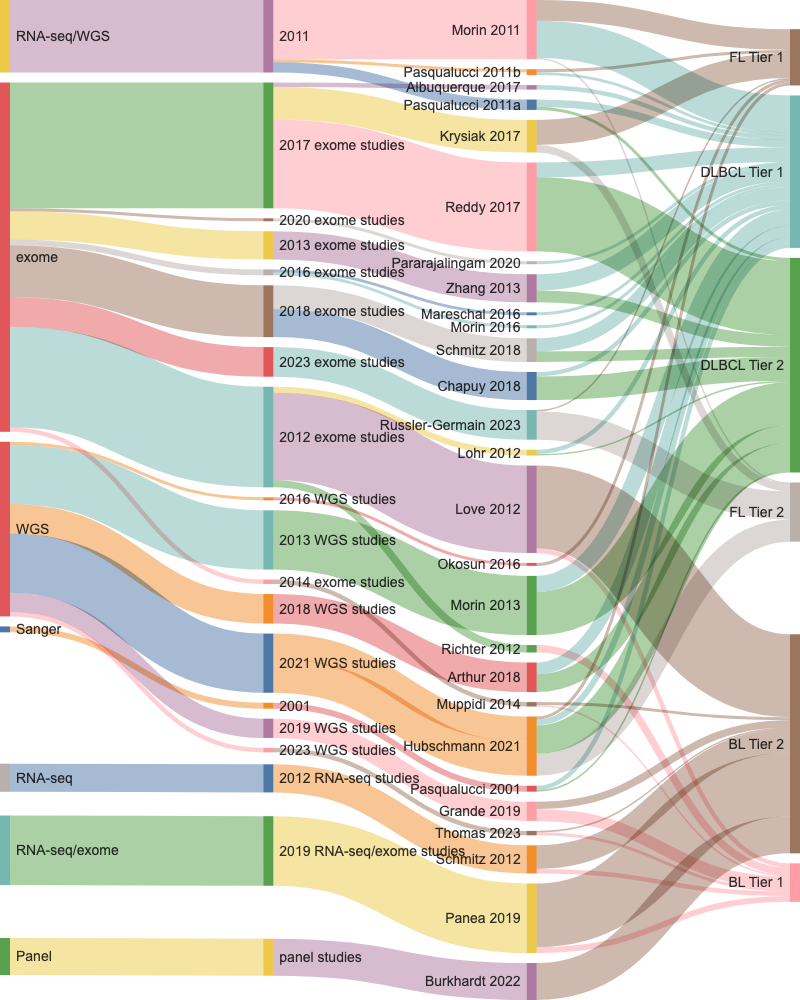 RNA-seq/WGS
exome
WGS
Sanger
RNA-seq
RNA-seq/exome
Panel
2011
2017 exome studies
2020 exome studies
2013 exome studies
2016 exome studies
2018 exome studies
2023 exome studies
2012 exome studies
2016 WGS studies
2013 WGS studies
2014 exome studies
2018 WGS studies
2021 WGS studies
2001
2019 WGS studies
2023 WGS studies
2012 RNA-seq studies
2019 RNA-seq/exome studies
panel studies
Morin 2011
Pasqualucci 2011b
Albuquerque 2017
Pasqualucci 2011a
Krysiak 2017
Reddy 2017
Pararajalingam 2020
Zhang 2013
Mareschal 2016
Morin 2016
Schmitz 2018
Chapuy 2018
Russler-Germain 2023
Lohr 2012
Love 2012
Okosun 2016
Morin 2013
Richter 2012
Arthur 2018
Muppidi 2014
Hubschmann 2021
Pasqualucci 2001
Grande 2019
Thomas 2023
Schmitz 2012
Panea 2019
Burkhardt 2022
FL Tier 1
DLBCL Tier 1
DLBCL Tier 2
FL Tier 2
BL Tier 2
BL Tier 1